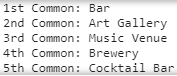 1st Common: Bar
2nd Common: Art Gallery
3rd Common: Music Venue
4th Common: Brewery
5th Common: Cocktail Bar